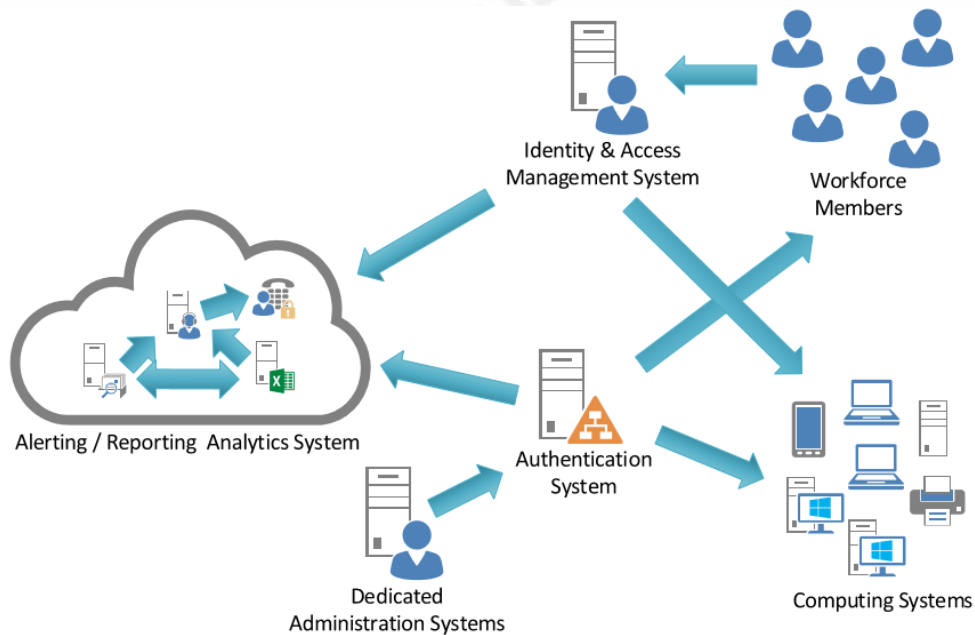 Identity & Access
Management System
Workforce
Members
Alerting / Reporting Analytics System
Authentication
System
Dedicated
Administration Systems
Computing Systems